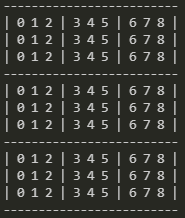 -------------------------
| 0 1 2 | 3 4 5 | 6 7 8 |
| 0 1 2 | 3 4 5 | 6 7 8 |
| 0 1 2 | 3 4 5 | 6 7 8 |
-------------------------
| 0 1 2 | 3 4 5 | 6 7 8 |
| 0 1 2 | 3 4 5 | 6 7 8 |
| 0 1 2 | 3 4 5 | 6 7 8 |
-------------------------
| 0 1 2 | 3 4 5 | 6 7 8 |
| 0 1 2 | 3 4 5 | 6 7 8 |
| 0 1 2 | 3 4 5 | 6 7 8 |
-------------------------